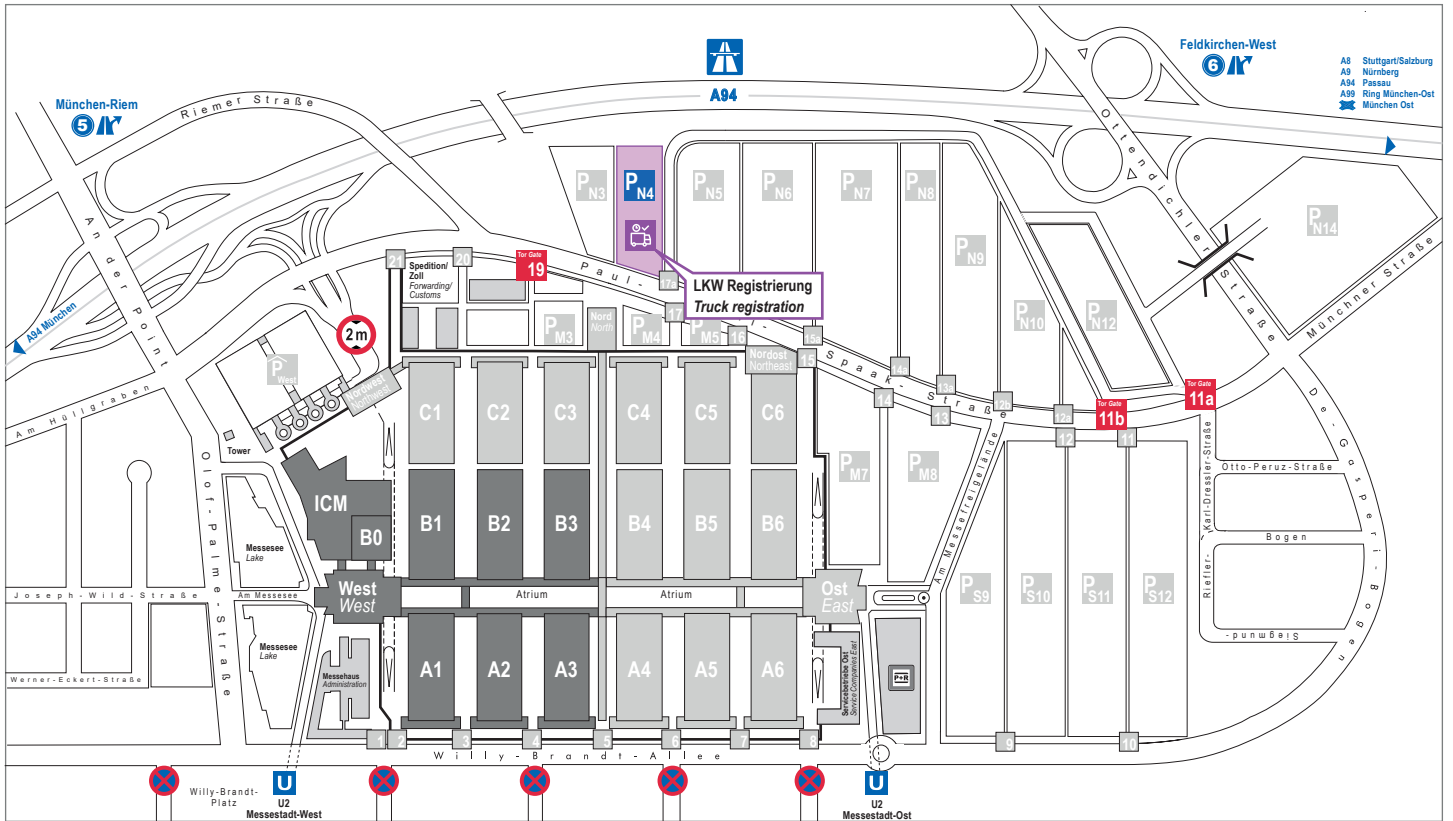 A94
Feldkirchen-West
6
A8 Stuttgart/Salzburg
A9 Nürnberg
A94 Passau
A99 Ring München-Ost
München Ost
München-Riem
5
Riemer Straße
An der Point
A94 München
Ottendichler Straße
Münchner Straße
De-Gasperi-Bogen
P N3
P N4
P N5
P N6
P N7
P N8
P N9
P N10
P N12
P N14
LKW Registrierung
Truck registration
Paul-
Spaak-Straße
21
20
Tor Gate
19
17a
17
16
15a
15
14a
14
13a
13
12b
12a
12
Tor Gate
11b
Tor Gate
11a
11
Spedition/
Zoll
Forwarding/
Customs
P M3
Nord
North
P M4
P M5
Nordost
Northeast
2 m
P West
Nordwest
Northwest
Am Hüllgraben
Tower
Olof-Palme-Straße
C1
C2
C3
C4
C5
C6
P M7
P M8
Am Messefreigelände
Karl-Dressler-Straße
Otto-Peruz-Straße
Bogen
Riefler-
Siegmund-
ICM
B0
B1
B2
B3
B4
B5
B6
Messesee
Lake
West
West
Atrium
Atrium
Ost
East
P S9
P S10
P S11
P S12
Joseph-Wild-Straße
Am Messesee
Messesee
Lake
Werner-Eckert-Straße
Messehaus
Administration
A1
A2
A3
A4
A5
A6
Servicebetriebe Ost
Service Companies East
P+R
1
2
3
4
5
6
7
8
9
10
Willy-Brandt-Allee
Willy-Brandt-
Platz
U
U2
Messestadt-West
U
U2
Messestadt-Ost